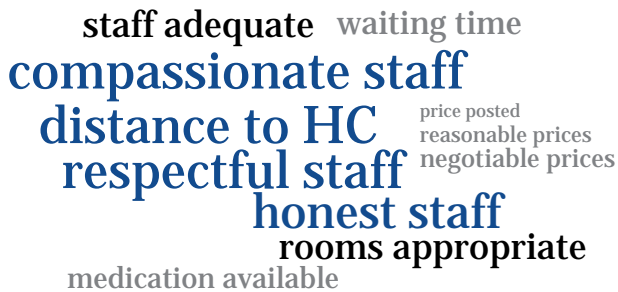 staff adequate
waiting time
compassionate staff
distance to HC
price posted
reasonable prices
negotiable prices
respectful staff
honest staff
rooms appropriate
medication available